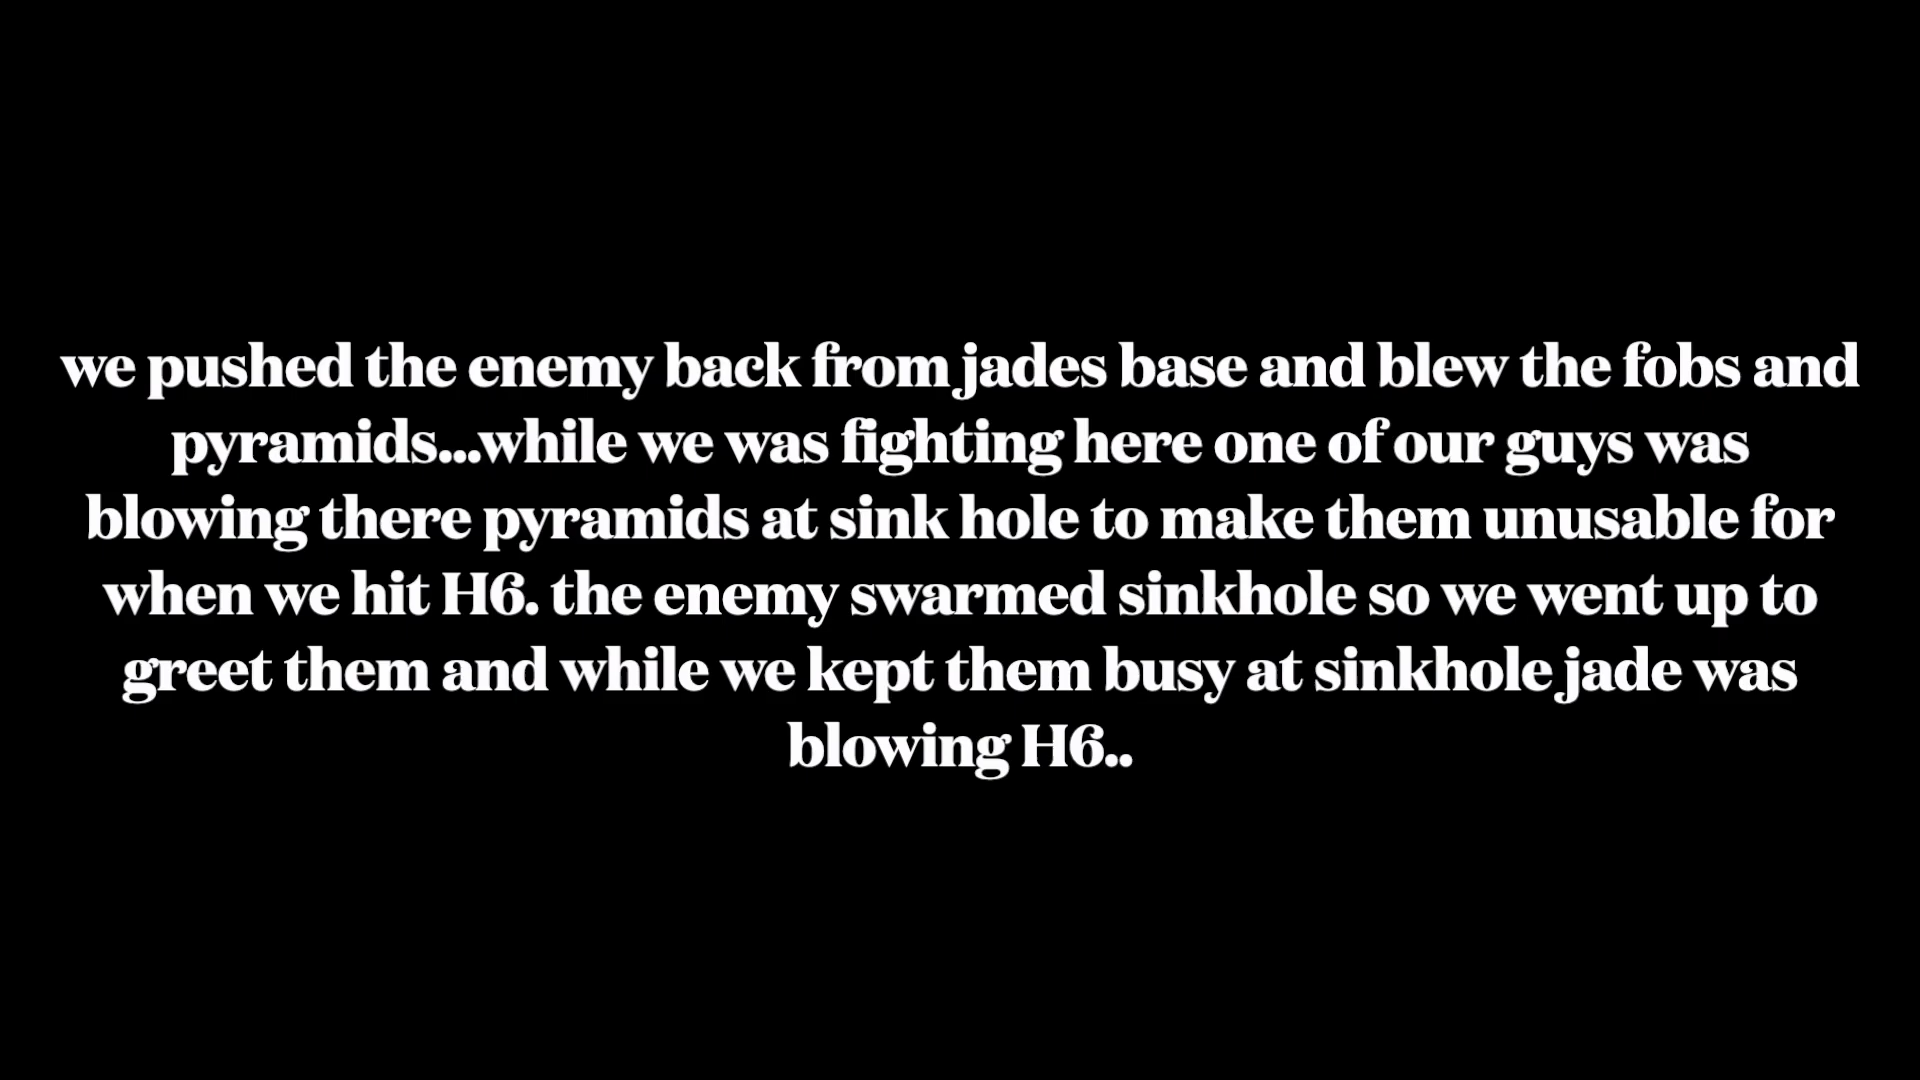 we pushed the enemy back from jades base and blew the fobs and
pyramids...while we was fighting here one of our guys was
blowing there pyramids at sink hole to make them unusable for
when we hit H6. the enemy swarmed sinkhole so we went up to
greet them and while we kept them busy at sinkhole jade was
blowing H6..